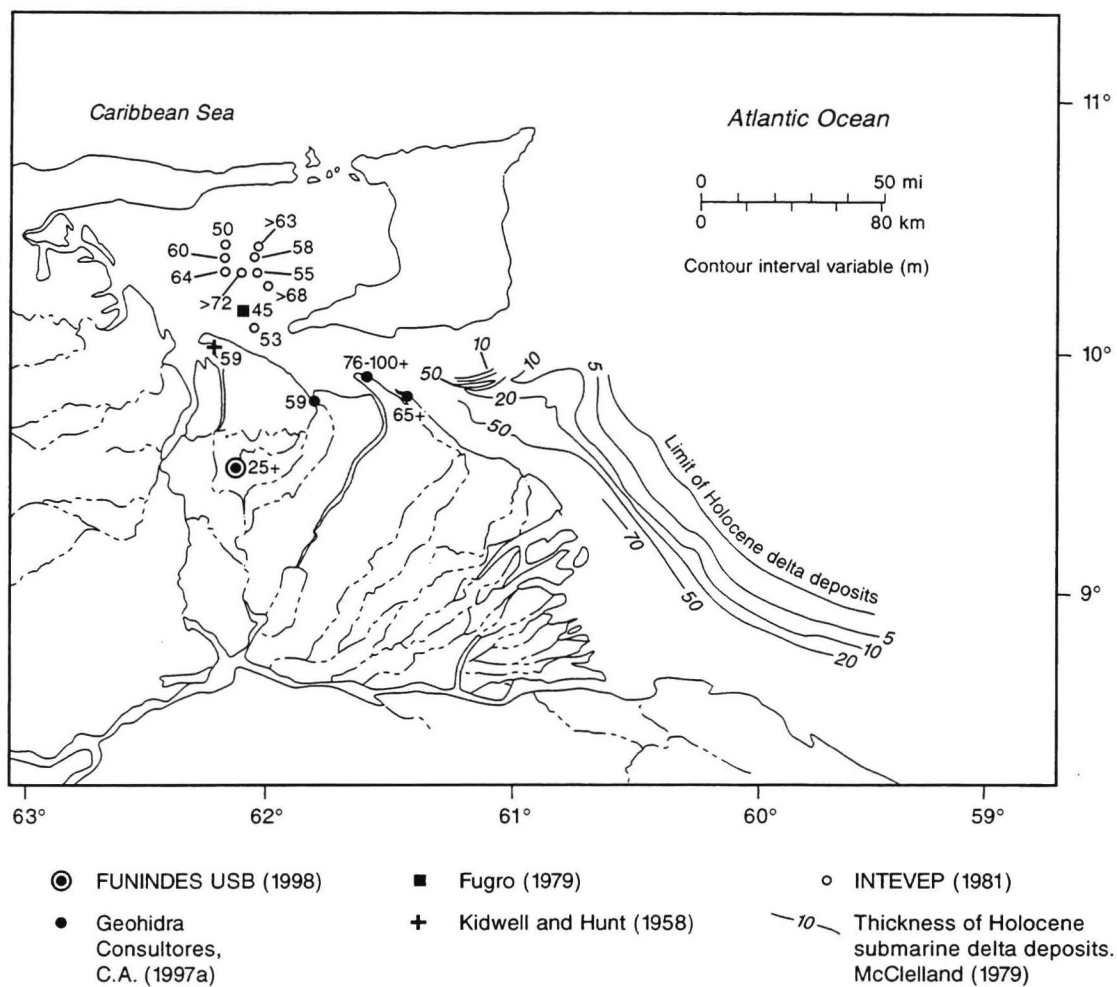 Caribbean Sea
Atlantic Ocean
11°
0 50 mi
0 80 km
Contour interval variable (m)
50
>63
60
58
64
55
>72
>68
45
53
10°
59
76-100+
10
10
5
50
20
59
65+
50
25+
Limit of Holocene delta deposits
70
9°
50
5
10
20
63°
62°
61°
60°
59°
FUNINDES USB (1998)
Fugro (1979)
INTEVEP (1981)
Geohidra
Consultores,
C.A. (1997a)
Kidwell and Hunt (1958)
10
Thickness of Holocene
submarine delta deposits.
McClelland (1979)